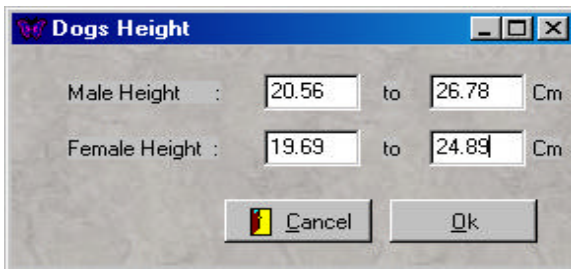 Dogs Height
Male Height : 20.56 to 26.78 Cm
Female Height : 19.69 to 24.89 Cm
Cancel Ok